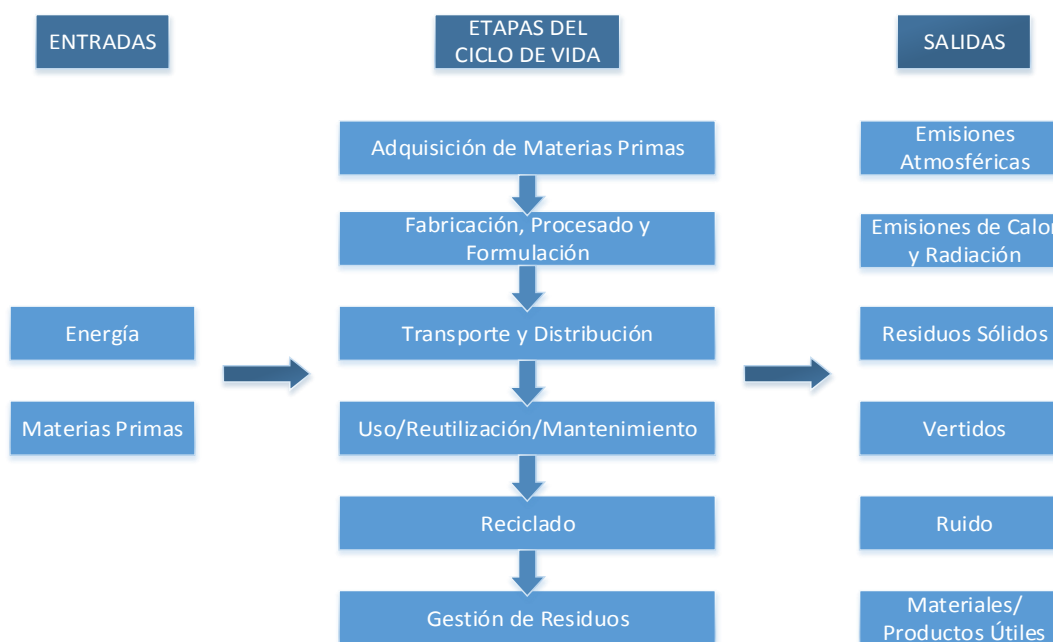 ENTRADAS
ETAPAS DEL
CICLO DE VIDA
SALIDAS
Adquisición de Materias Primas
Emisiones
Atmosféricas
Fabricación, Procesado y
Formulación
Emisiones de Calor
y Radiación
Energía
Transporte y Distribución
Residuos Sólidos
Materias Primas
Uso/Reutilización/Mantenimiento
Vertidos
Reciclado
Ruido
Gestión de Residuos
Materiales/
Productos Útiles